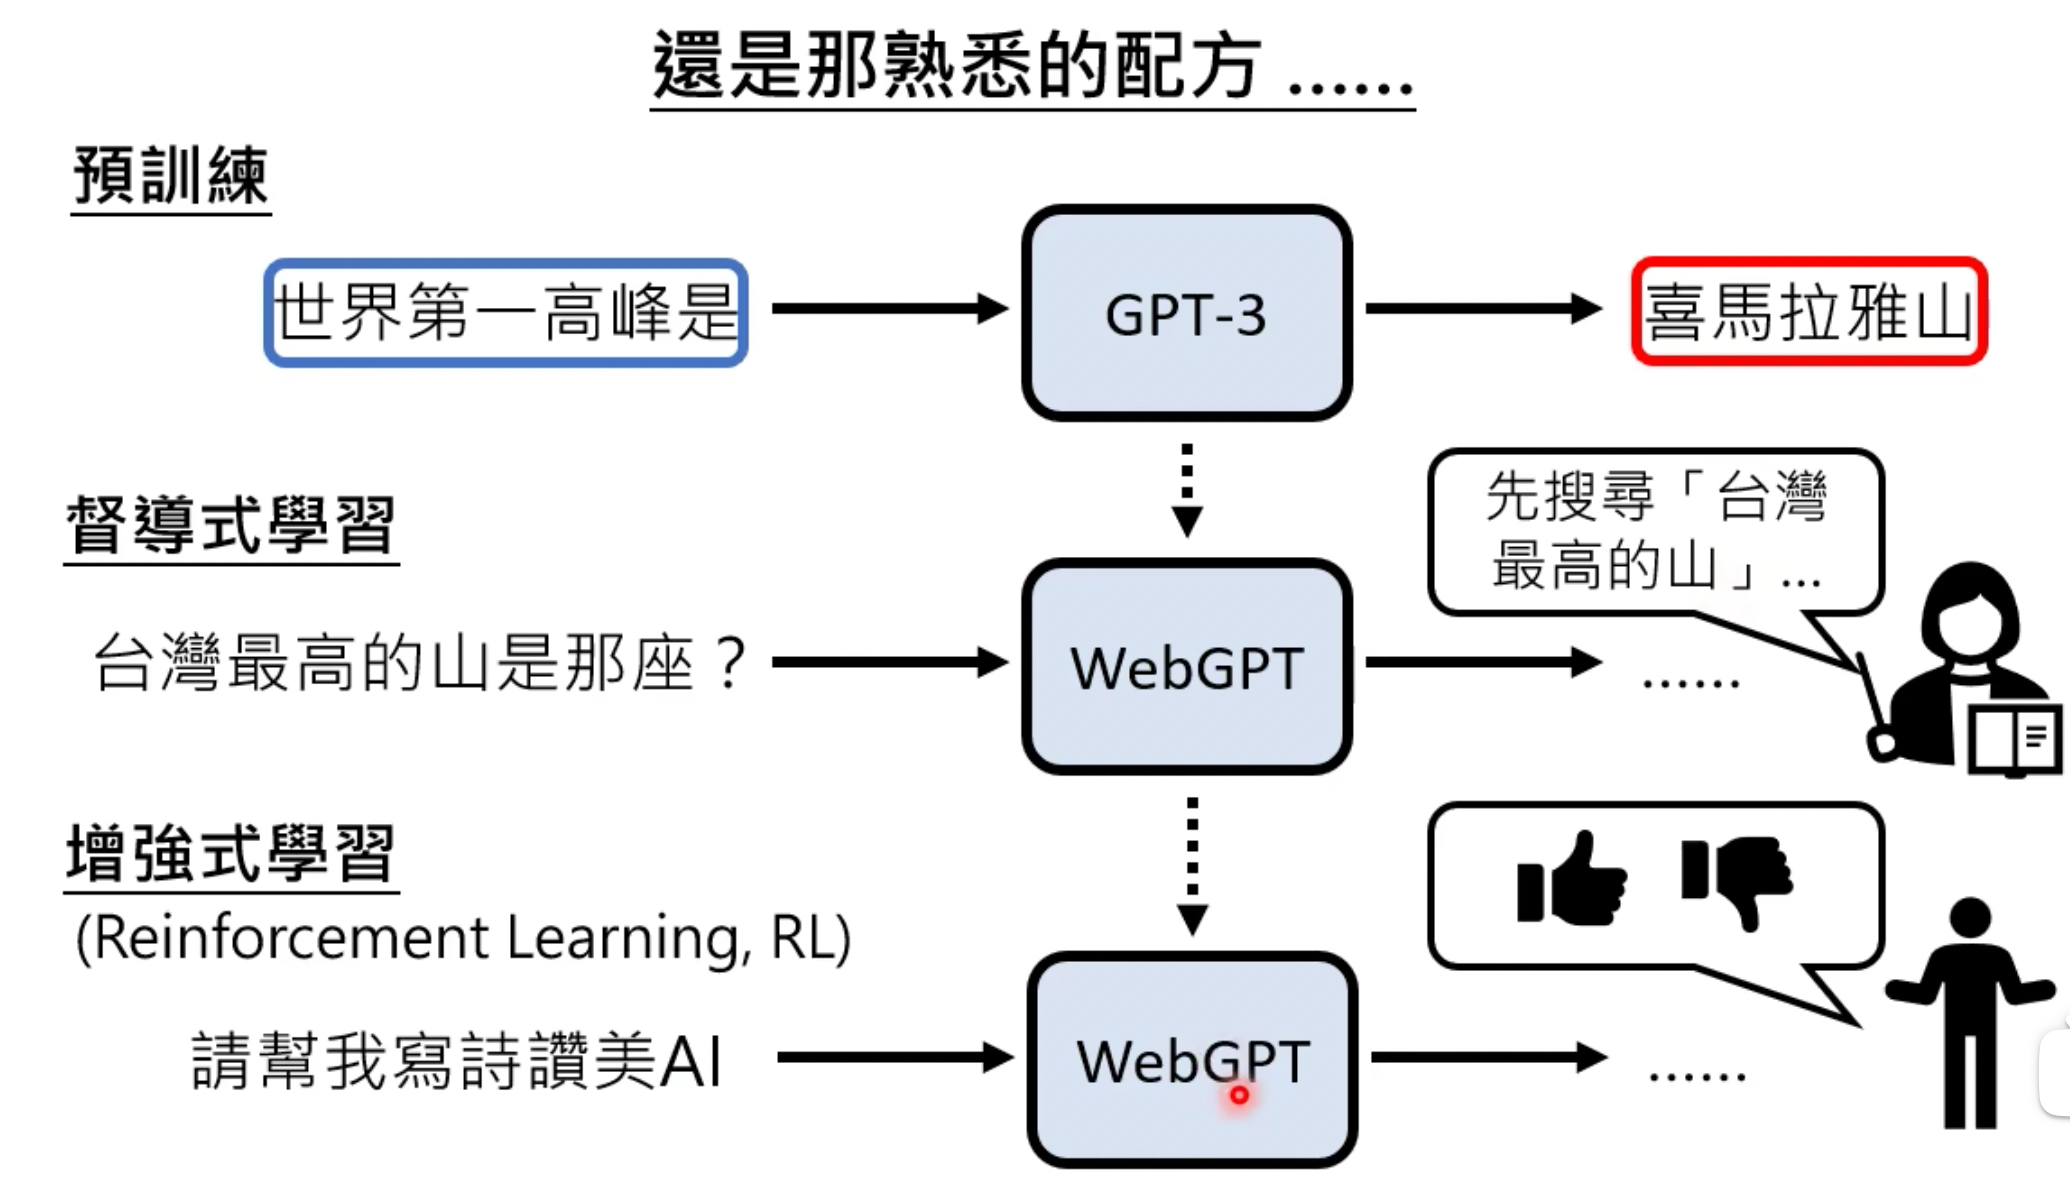 還是那熟悉的配方 ......
預訓練
世界第一高峰是
GPT-3
喜馬拉雅山
督導式學習
先搜尋「台灣
最高的山」...
台灣最高的山是那座？
WebGPT
......
增強式學習
(Reinforcement Learning, RL)
請幫我寫詩讚美AI
WebGPT
......